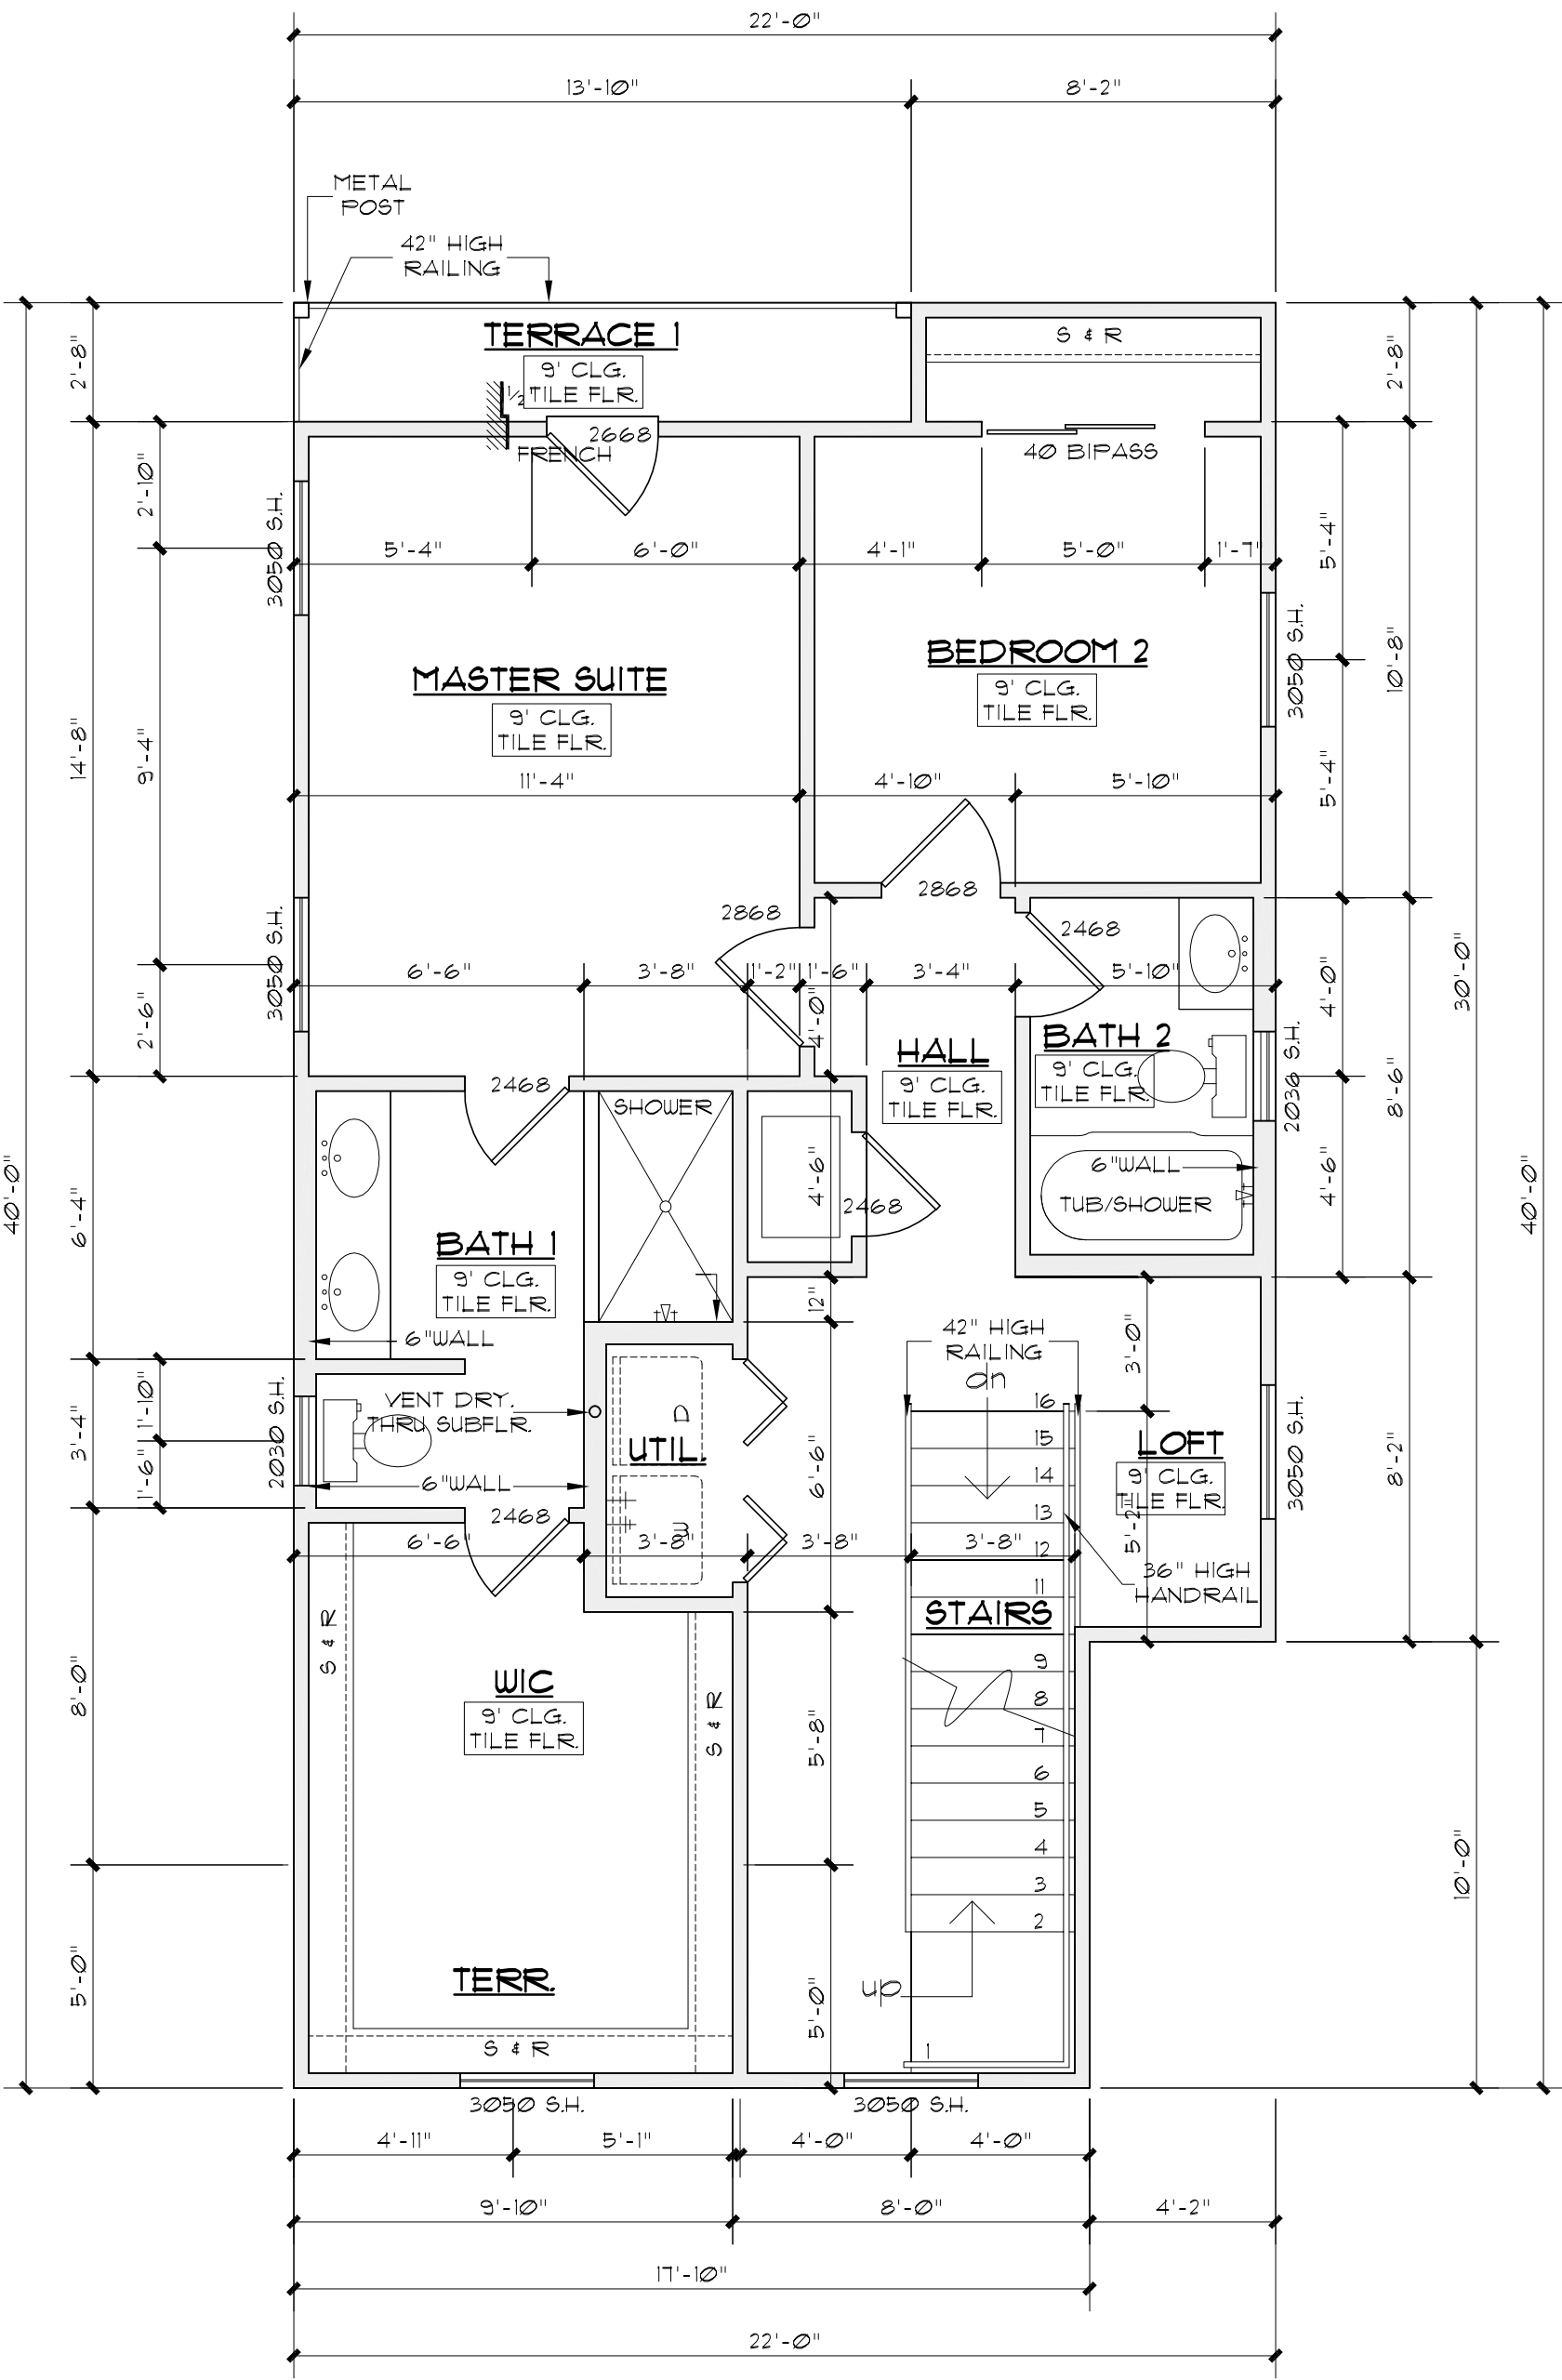 22'-0"
13'-10"
8'-2"
METAL
POST
42" HIGH
RAILING
TERRACE 1
9' CLG.
TILE FLR.
1/2"
S & R
2'-8"
2'-8"
2668
FRENCH
40 BIPASS
2'-10"
3050 S.H.
5'-4"
6'-0"
4'-1"
5'-0"
1'-7"
5'-4"
MASTER SUITE
9' CLG.
TILE FLR.
BEDROOM 2
9' CLG.
TILE FLR.
3050 S.H.
10'-8"
14'-8"
9'-4"
11'-4"
4'-10"
5'-10"
5'-4"
2868
2868
2468
3050 S.H.
6'-6"
3'-8"
1'-2"
1'-6"
3'-4"
5'-10"
2'-6"
4'-0"
4'-0"
30'-0"
HALL
9' CLG.
TILE FLR.
BATH 2
9' CLG.
TILE FLR.
2036 S.H.
8'-6"
2468
SHOWER
40'-0"
6'-4"
4'-6"
2468
6"WALL
TUB/SHOWER
4'-6"
40'-0"
BATH 1
9' CLG.
TILE FLR.
6"WALL
12"
42" HIGH
RAILING
dn
3'-0"
1'-10"
3'-4"
1'-6"
2030 S.H.
VENT DRY.
THRU SUBFLR.
6"WALL
2468
D
UTIL.
W
6'-6"
16
15
14
13
12
11
LOFT
9' CLG.
TILE FLR.
5'-2"
3050 S.H.
8'-2"
6'-6"
3'-8"
3'-8"
3'-8"
36" HIGH
HANDRAIL
STAIRS
S & R
8'-0"
WIC
9' CLG.
TILE FLR.
S & R
5'-8"
9
8
7
6
5
4
3
2
10'-0"
TERR.
5'-0"
5'-0"
up
1
S & R
3050 S.H.
3050 S.H.
4'-11"
5'-1"
4'-0"
4'-0"
9'-10"
8'-0"
4'-2"
17'-10"
22'-0"